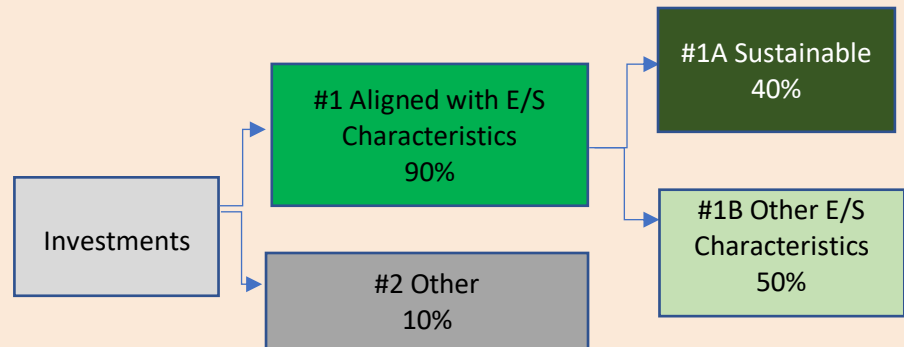 #1A Sustainable
40%
#1 Aligned with E/S
Characteristics
90%
Investments
#1B Other E/S
Characteristics
50%
#2 Other
10%